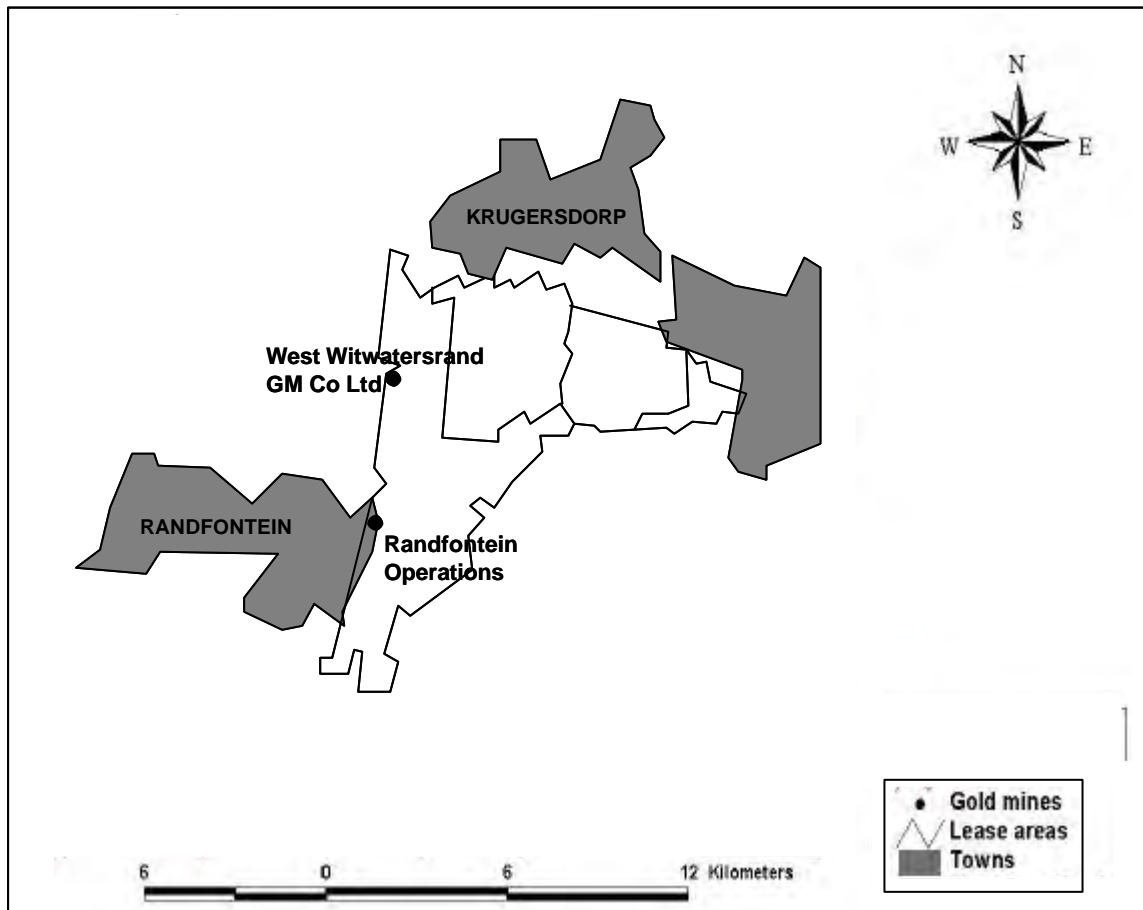 N
W E
S
KRUGERSDORP
West Witwatersrand
GM Co Ltd
RANDFONTEIN
Randfontein
Operations
Gold mines
Lease areas
Towns
6 0 6 12 Kilometers